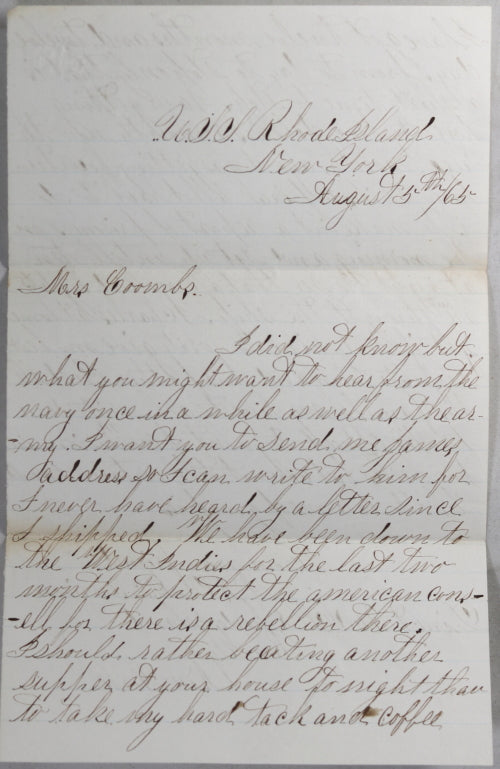 U.S.S. Rhode Island
New York
August 5th/65
Mrs Coombs.
I did not know but
what you might want to hear from the
navy once in a while as well as the ar-
-my. I want you to send me James
address so I can write to him for
I never have heard by a letter since
I shipped. We have been down to
the West Indies for the last two
months to protect the american cons-
-ell for there is a rebellion there.
I should rather be eating another
supper at your house to night than
to take my hard tack and coffee